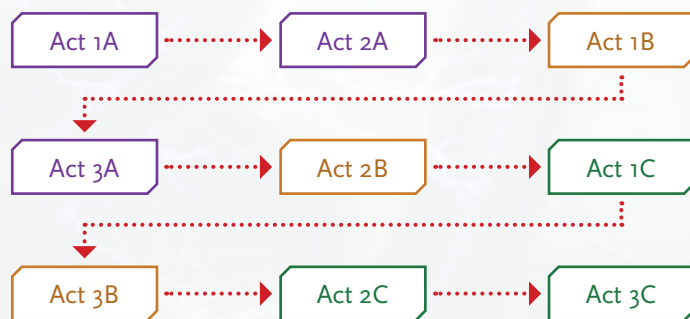 Act 1A
Act 2A
Act 1B
Act 3A
Act 2B
Act 1C
Act 3B
Act 2C
Act 3C